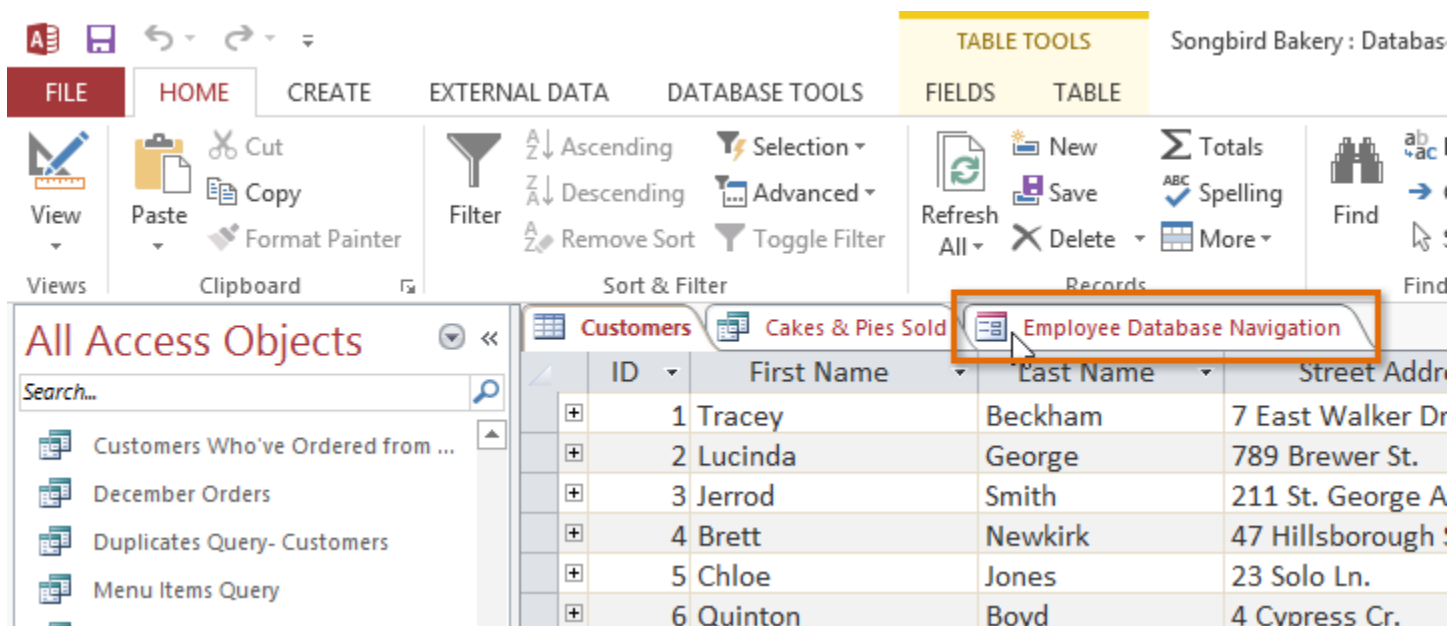 TABLE TOOLS Songbird Bakery : Databas
FILE HOME CREATE EXTERNAL DATA DATABASE TOOLS FIELDS TABLE
View
Views
Paste
Cut
Copy
Format Painter
Clipboard
Filter
Ascending
Descending
Remove Sort
Selection
Advanced
Toggle Filter
Sort & Filter
Refresh
All
New
Save
Delete
Totals
Spelling
More
Records
Find
Find
All Access Objects
Search...
Customers Who've Ordered from ...
December Orders
Duplicates Query- Customers
Menu Items Query
Customers Cakes & Pies Sold Employee Database Navigation
ID First Name Last Name Street Addre
1 Tracey Beckham 7 East Walker Dr
2 Lucinda George 789 Brewer St.
3 Jerrod Smith 211 St. George A
4 Brett Newkirk 47 Hillsborough S
5 Chloe Jones 23 Solo Ln.
6 Quinton Boyd 4 Cypress Cr.